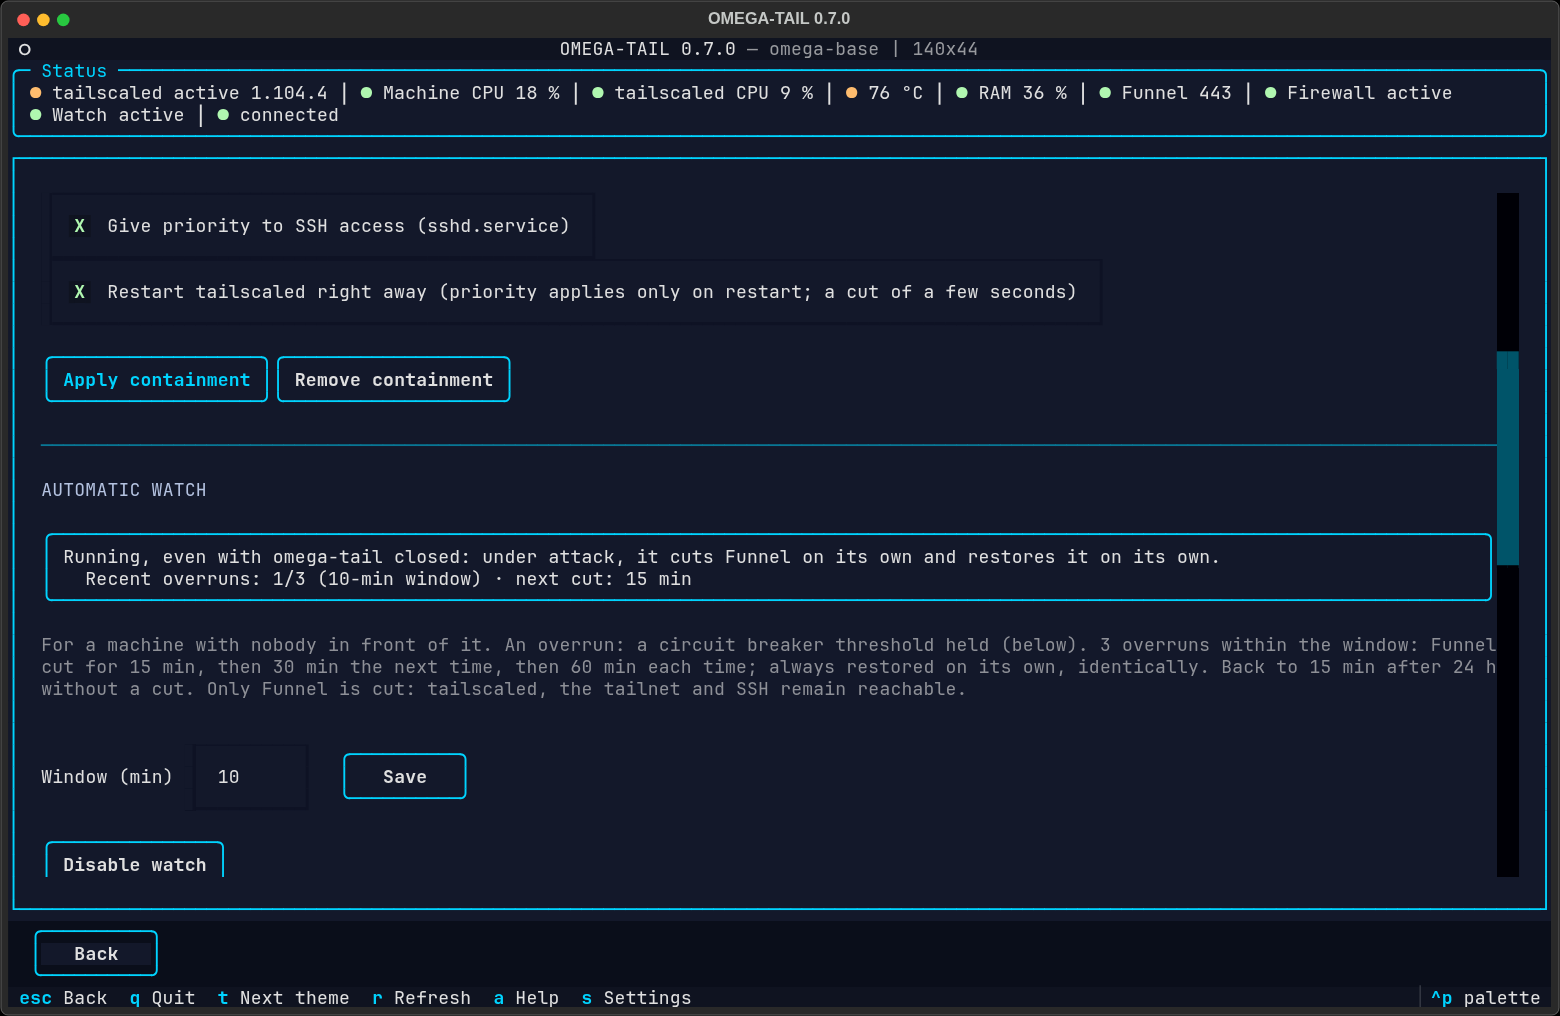 OMEGA-TAIL 0.7.0
OMEGA-TAIL 0.7.0 — omega-base | 140x44
Status
tailscaled active 1.104.4 | ● Machine CPU 18 % | ● tailscaled CPU 9 % | ● 76 °C | ● RAM 36 % | ● Funnel 443 | ● Firewall active
Watch active | ● connected
X Give priority to SSH access (sshd.service)
X Restart tailscaled right away (priority applies only on restart; a cut of a few seconds)
Apply containment Remove containment
AUTOMATIC WATCH
Running, even with omega-tail closed: under attack, it cuts Funnel on its own and restores it on its own.
Recent overruns: 1/3 (10-min window) · next cut: 15 min
For a machine with nobody in front of it. An overrun: a circuit breaker threshold held (below). 3 overruns within the window: Funnel
cut for 15 min, then 30 min the next time, then 60 min each time; always restored on its own, identically. Back to 15 min after 24 h
without a cut. Only Funnel is cut: tailscaled, the tailnet and SSH remain reachable.
Window (min) 10 Save
Disable watch
Back
esc Back q Quit t Next theme r Refresh a Help s Settings ^p palette